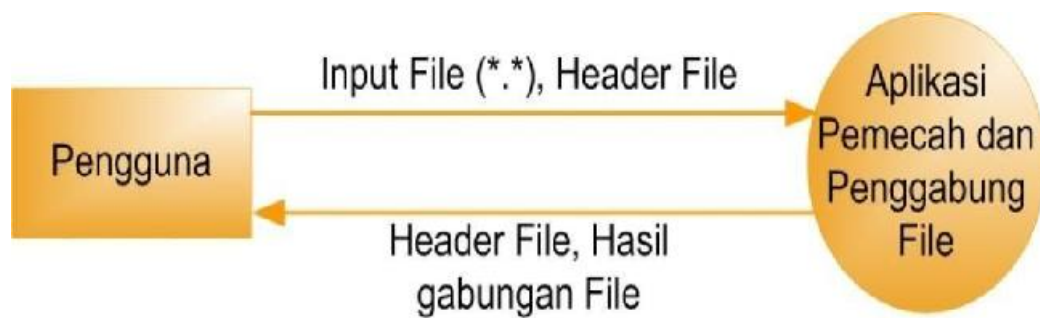 Input File (*.*), Header File
Pengguna
Aplikasi
Pemecah dan
Penggabung
File
Header File, Hasil
gabungan File